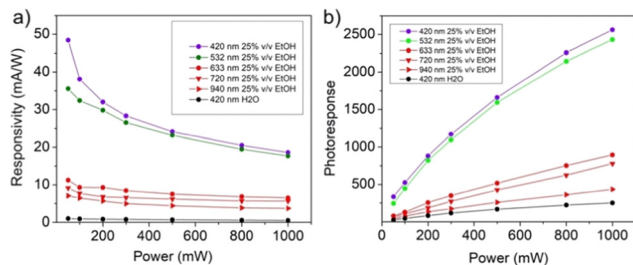 a)
50
40
30
20
10
0
Responsivity (mA/W)
420 nm 25% v/v EtOH
532 nm 25% v/v EtOH
633 nm 25% v/v EtOH
720 nm 25% v/v EtOH
940 nm 25% v/v EtOH
420 nm H2O
200 400 600 800 1000
Power (mW)
b)
2500
2000
1500
1000
500
Photoresponse
420 nm 25% v/v EtOH
532 nm 25% v/v EtOH
633 nm 25% v/v EtOH
720 nm 25% v/v EtOH
940 nm 25% v/v EtOH
420 nm H2O
0 200 400 600 800 1000
Power (mW)